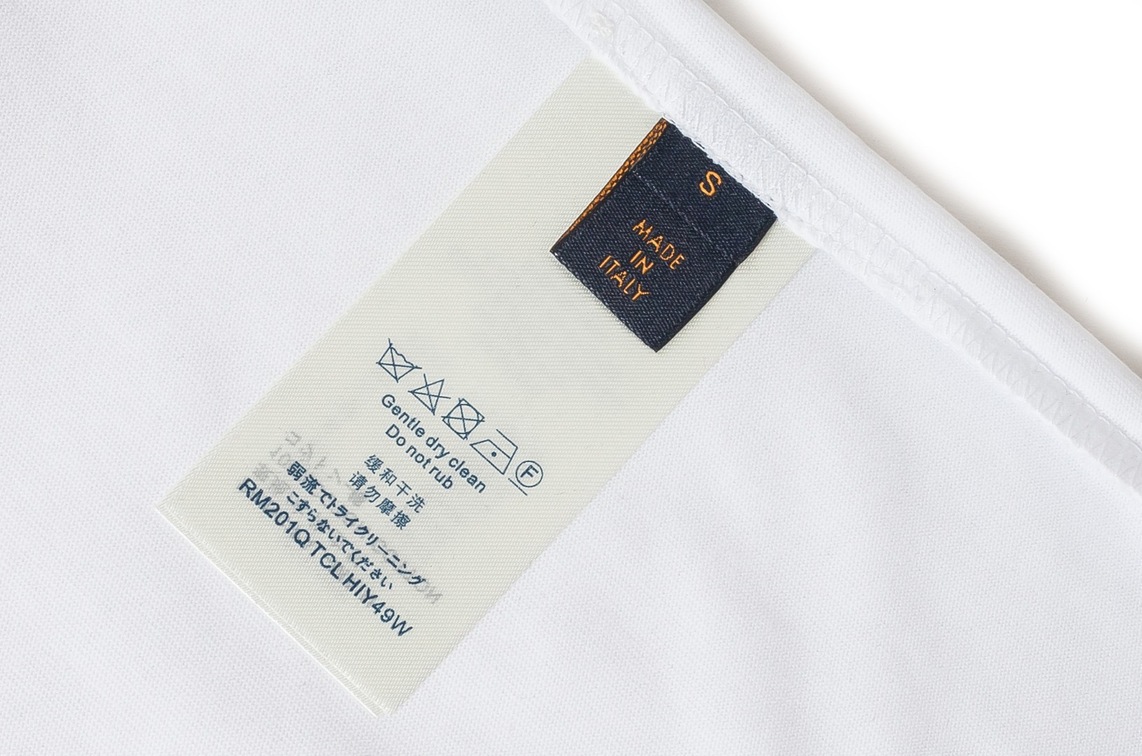 S
MADE
IN
ITALY
F
Gentle dry clean
Do not rub
缓和干洗
请勿摩擦
弱流でトライクリーニング
こすらないでください
RM201Q TCL HIY49W